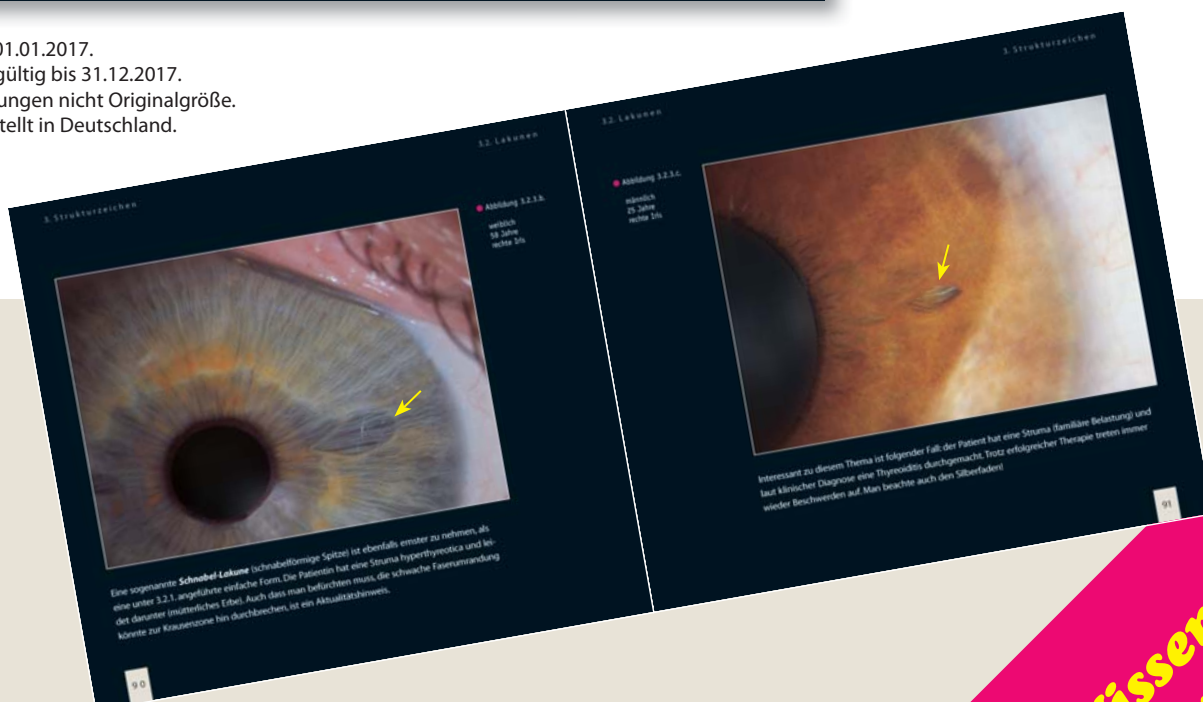 01.01.2017.
gültig bis 31.12.2017.
ungen nicht Originalgröße.
tellt in Deutschland.
3. Strukturzeichen
3.2. Lakunen
Abbildung 3.2.3.b.
weiblich
58 Jahre
rechte Iris
Eine sogenannte Schnabel-Lakune (schnabelförmige Spitze) ist ebenfalls ernster zu nehmen, als
eine unter 3.2.1. angeführte einfache Form. Die Patientin hat eine Struma hyperthyreotica und lei-
det darunter (mütterliches Erbe). Auch dass man befürchten muss, die schwache Faserumrandung
könnte zur Krausenzone hin durchbrechen, ist ein Aktualitätshinweis.
90
3.2. Lakunen
3. Strukturzeichen
Abbildung 3.2.3.c.
männlich
25 Jahre
rechte Iris
Interessant zu diesem Thema ist folgender Fall: der Patient hat eine Struma (familiäre Belastung) und
laut klinischer Diagnose eine Thyreoiditis durchgemacht. Trotz erfolgreicher Therapie treten immer
wieder Beschwerden auf. Man beachte auch den Silberfaden!
91